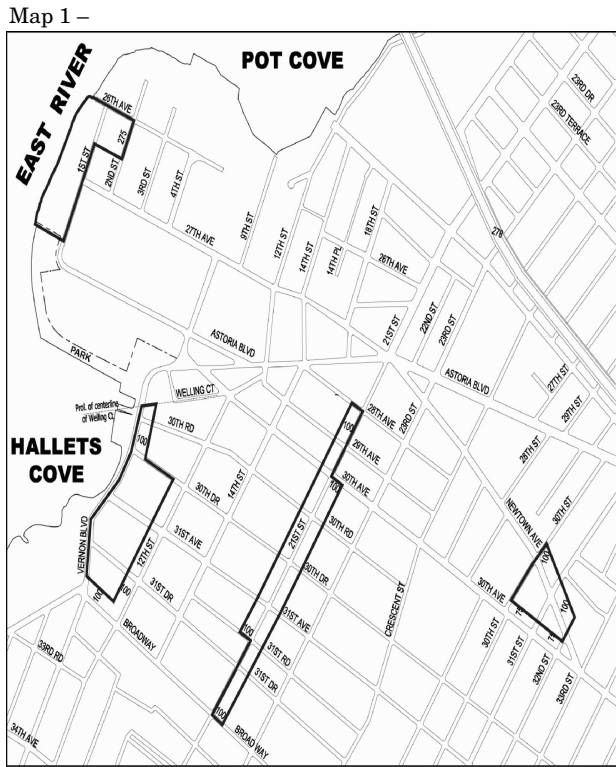 Map 1 –
POT COVE
EAST RIVER
26TH AVE
275
1ST ST
2ND ST
3RD ST
4TH ST
27TH AVE
9TH ST
12TH ST
14TH ST
14TH PL
18TH ST
26TH AVE
21ST ST
22ND ST
23RD ST
23RD DR
23RD TERRACE
278
ASTORIA BLVD
ASTORIA BLVD
27TH ST
29TH ST
28TH ST
30TH ST
PARK
WELLING CT
Prol. of centerline
of Welling Ct.
HALLETS
COVE
100
30TH RD
30TH DR
14TH ST
31ST AVE
12TH ST
31ST DR
VERNON BLVD
100
100
BROADWAY
33RD RD
34TH AVE
28TH AVE
23RD ST
100
29TH AVE
30TH AVE
100
30TH RD
21ST ST
30TH DR
31ST AVE
100
31ST RD
31ST DR
100
BROAD WAY
CRESCENT ST
NEWTOWN AVE
100
100
30TH AVE
75
30TH ST
31ST ST
32ND ST
33RD ST